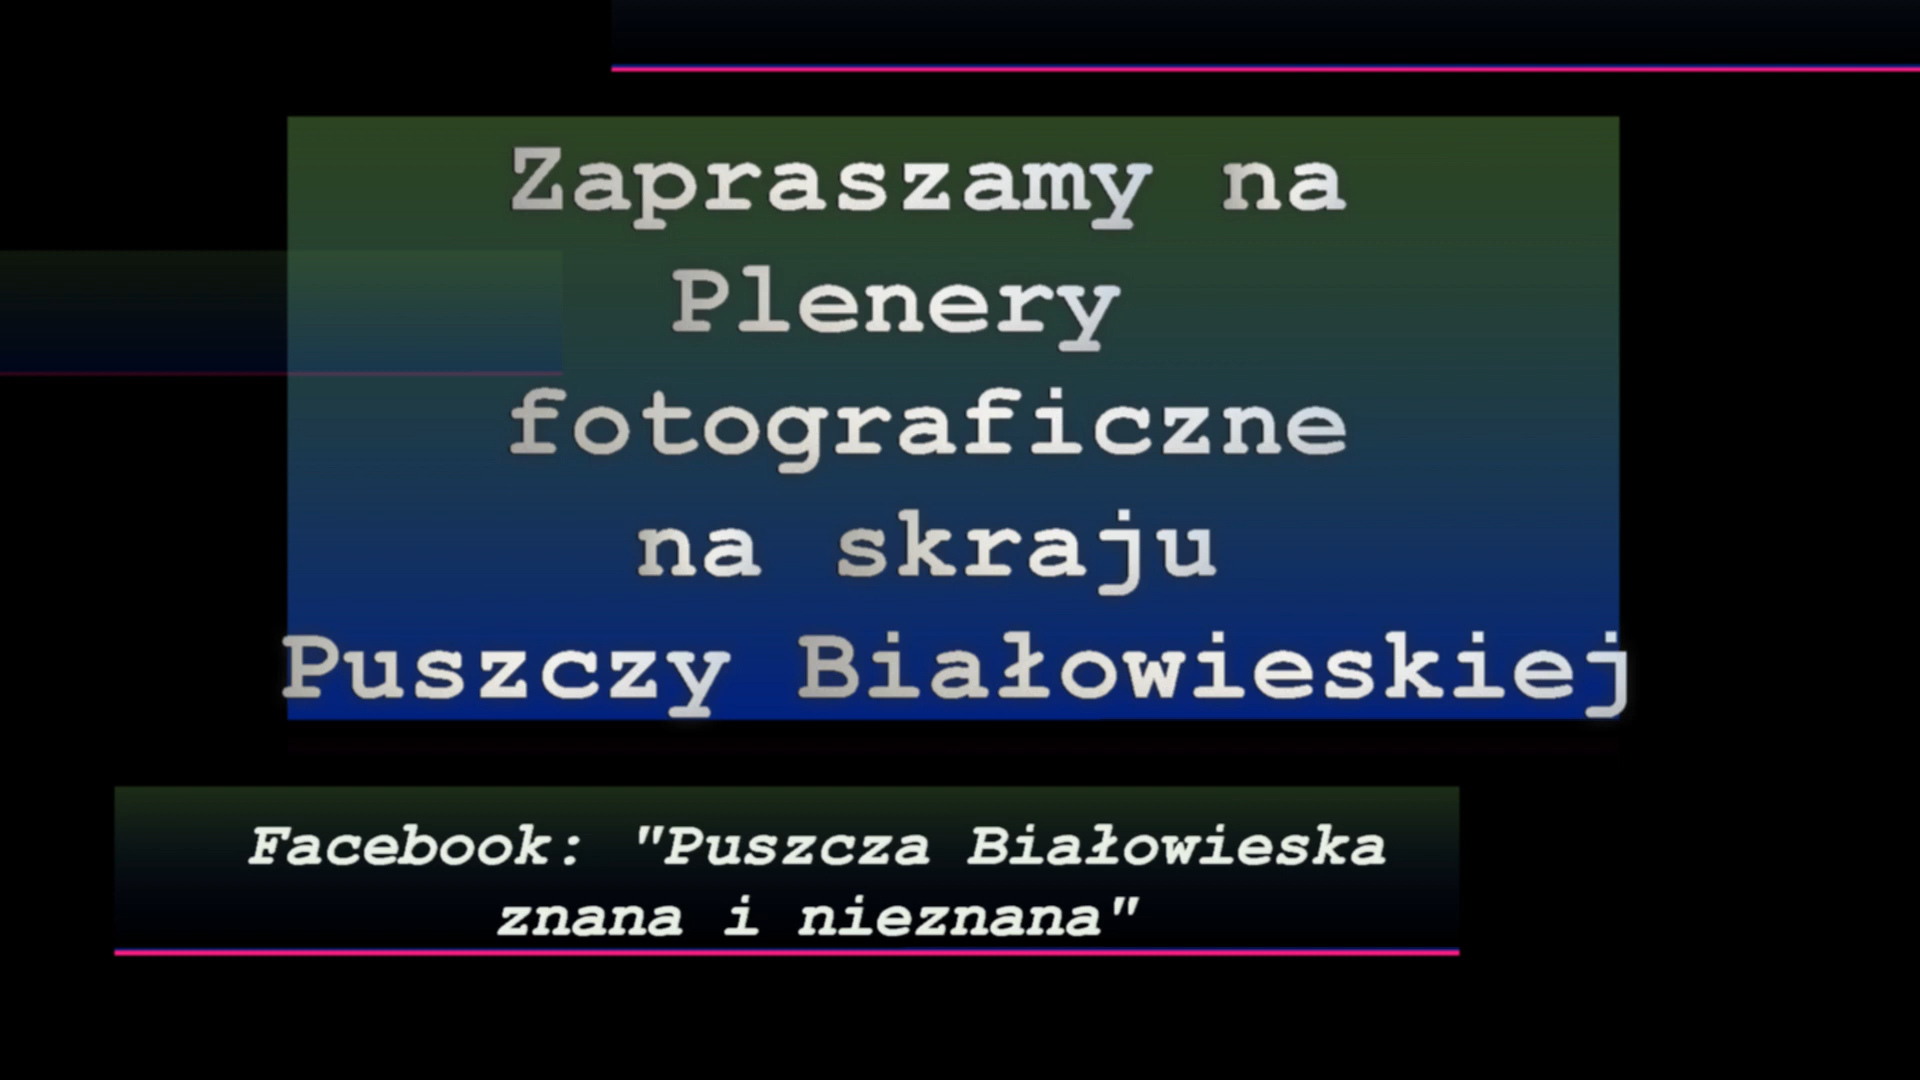 Zapraszamy na
Plenery
fotograficzne
na skraju
Puszczy Białowieskiej
Facebook: "Puszcza Białowieska
znana i nieznana"